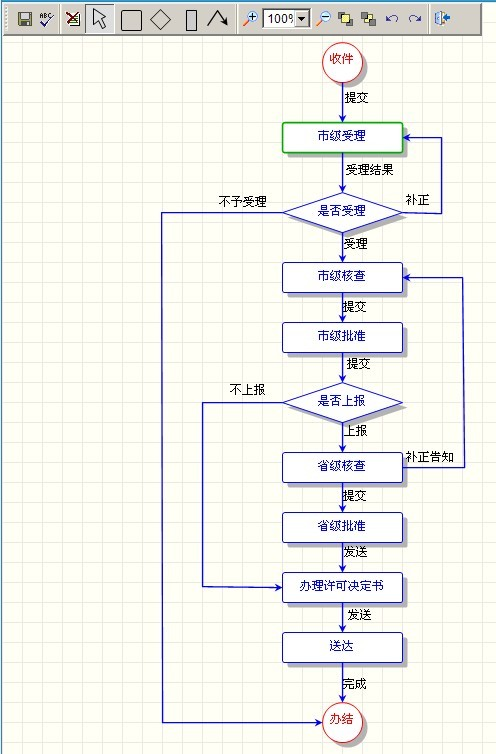 ABC
100%
收件
提交
市级受理
受理结果
不予受理
是否受理
补正
受理
市级核查
提交
市级批准
提交
不上报
是否上报
上报
省级核查
补正告知
提交
省级批准
发送
办理许可决定书
发送
送达
完成
办结